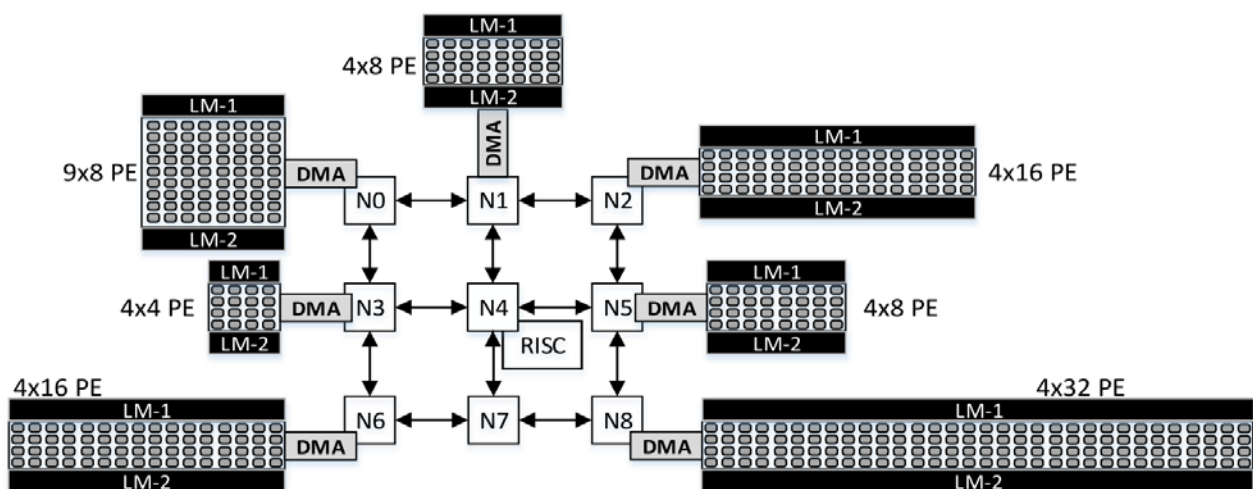 LM-1
4x8 PE
LM-2
DMA
LM-1
9x8 PE
LM-2
DMA
LM-1
4x16 PE
LM-2
DMA
N0
N1
N2
LM-1
4x4 PE
LM-2
DMA
N3
N4
RISC
N5
DMA
LM-1
4x8 PE
LM-2
4x16 PE
LM-1
LM-2
DMA
N6
N7
N8
DMA
4x32 PE
LM-1
LM-2